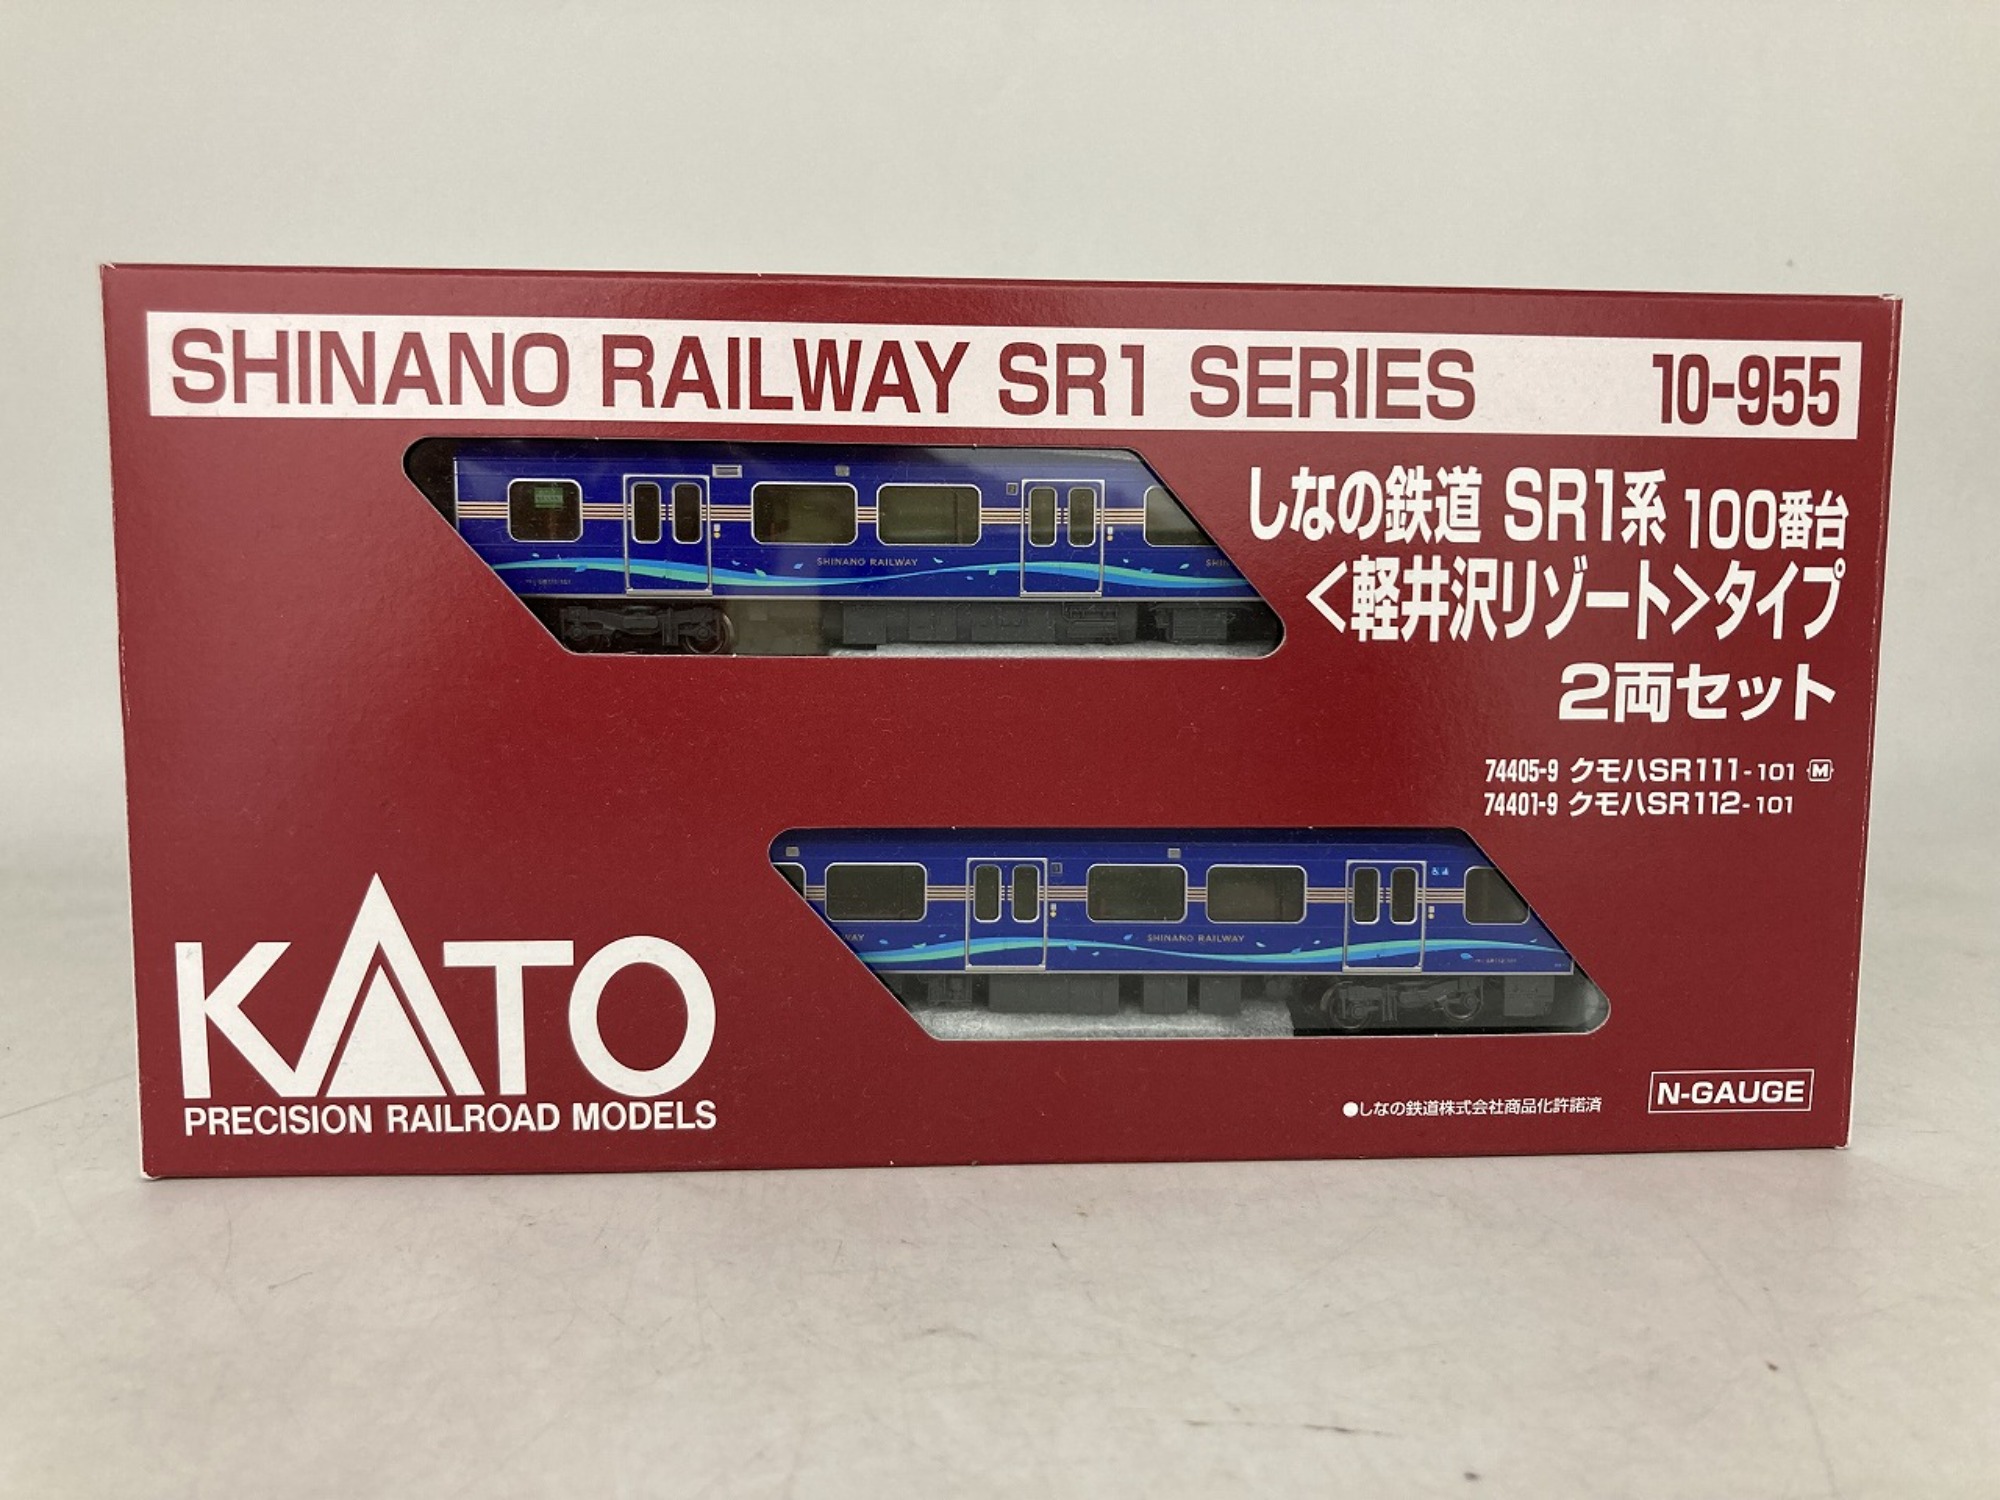 SHINANO RAILWAY SR1 SERIES 10-955
しなの鉄道 SR1系 100番台
<軽井沢リゾート>タイプ
2両セット
74405-9 クモハSR111-101 M
74401-9 クモハSR112-101
SHINANO RAILWAY SHIN
WAY SHINANO RAILWAY
KATO
PRECISION RAILROAD MODELS
●しなの鉄道株式会社商品化許諾済
N-GAUGE